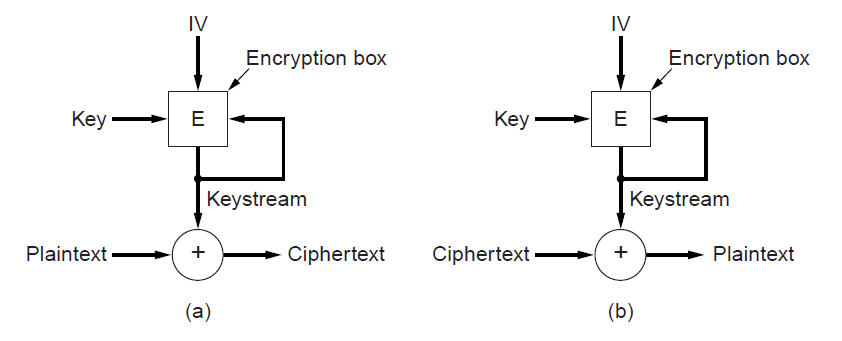 IV
Encryption box
Key
E
Keystream
Plaintext
+
Ciphertext
(a)
IV
Encryption box
Key
E
Keystream
Ciphertext
+
Plaintext
(b)